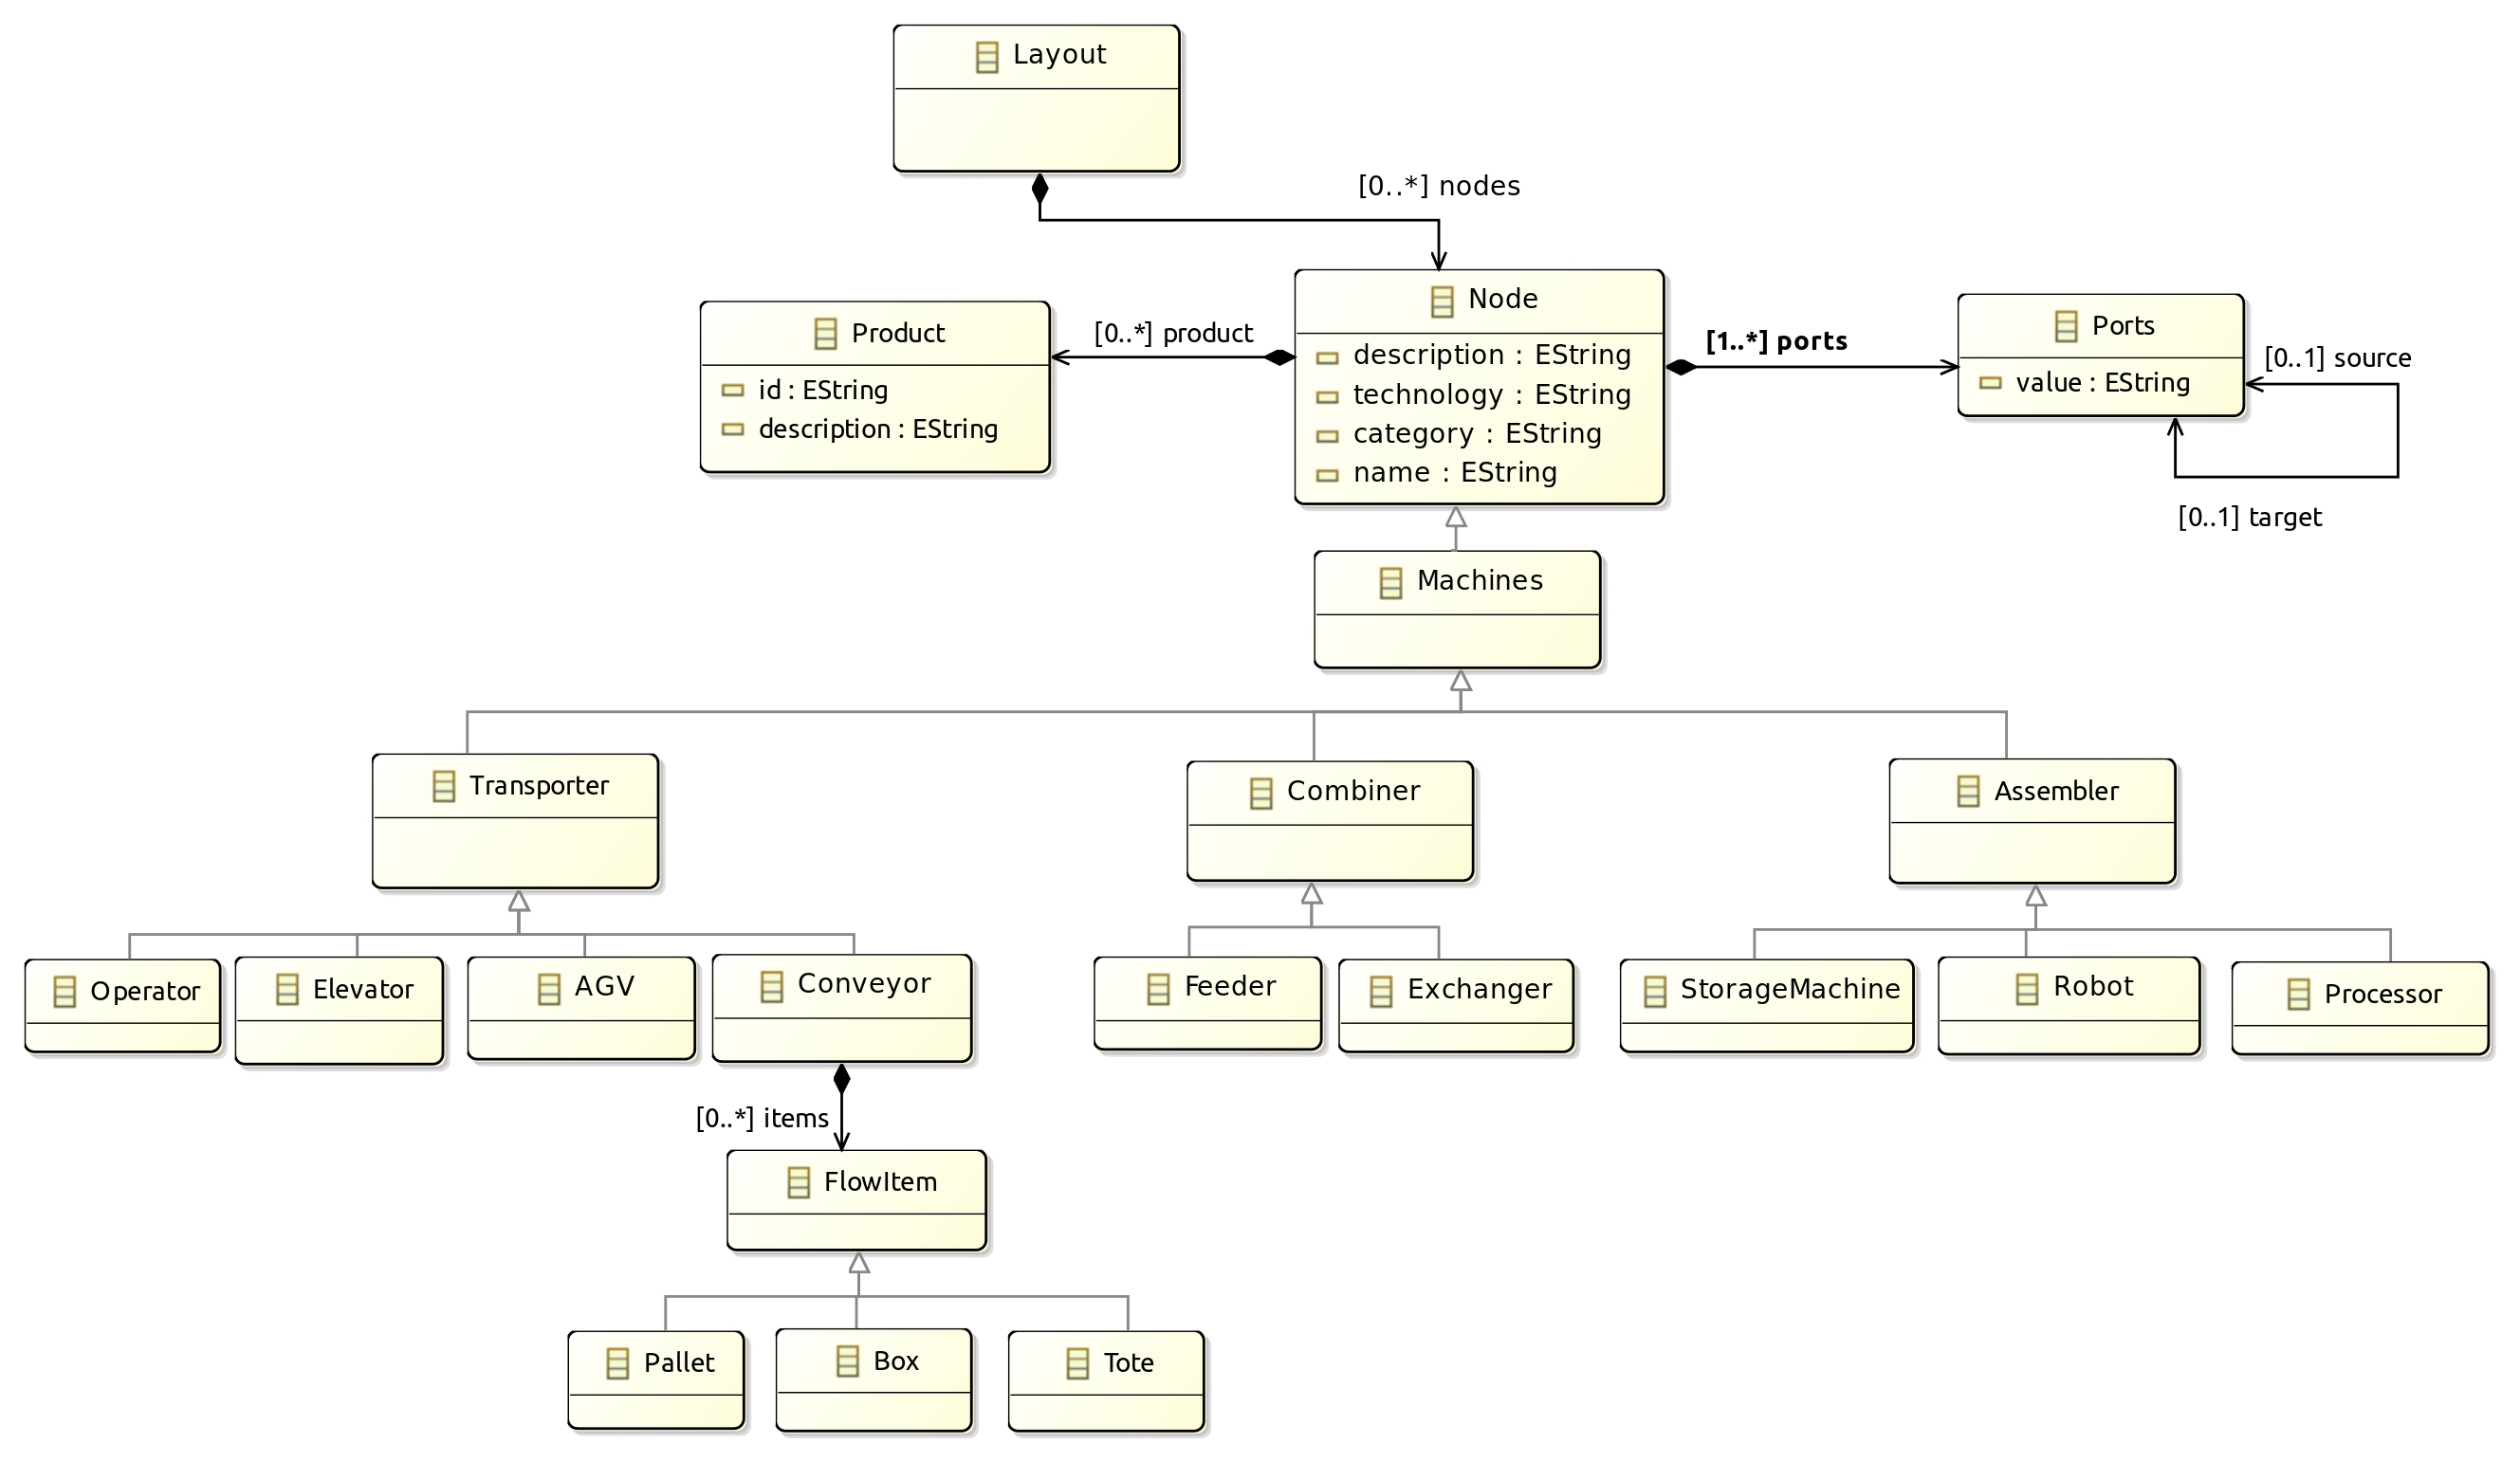 Layout
[0..*] nodes
Product
id : EString
description : EString
[0..*] product
Node
description : EString
technology : EString
category : EString
name : EString
[1..*] ports
Ports
value : EString
[0..1] source
[0..1] target
Machines
Transporter
Combiner
Assembler
Operator
Elevator
AGV
Conveyor
Feeder
Exchanger
StorageMachine
Robot
Processor
[0..*] items
FlowItem
Pallet
Box
Tote